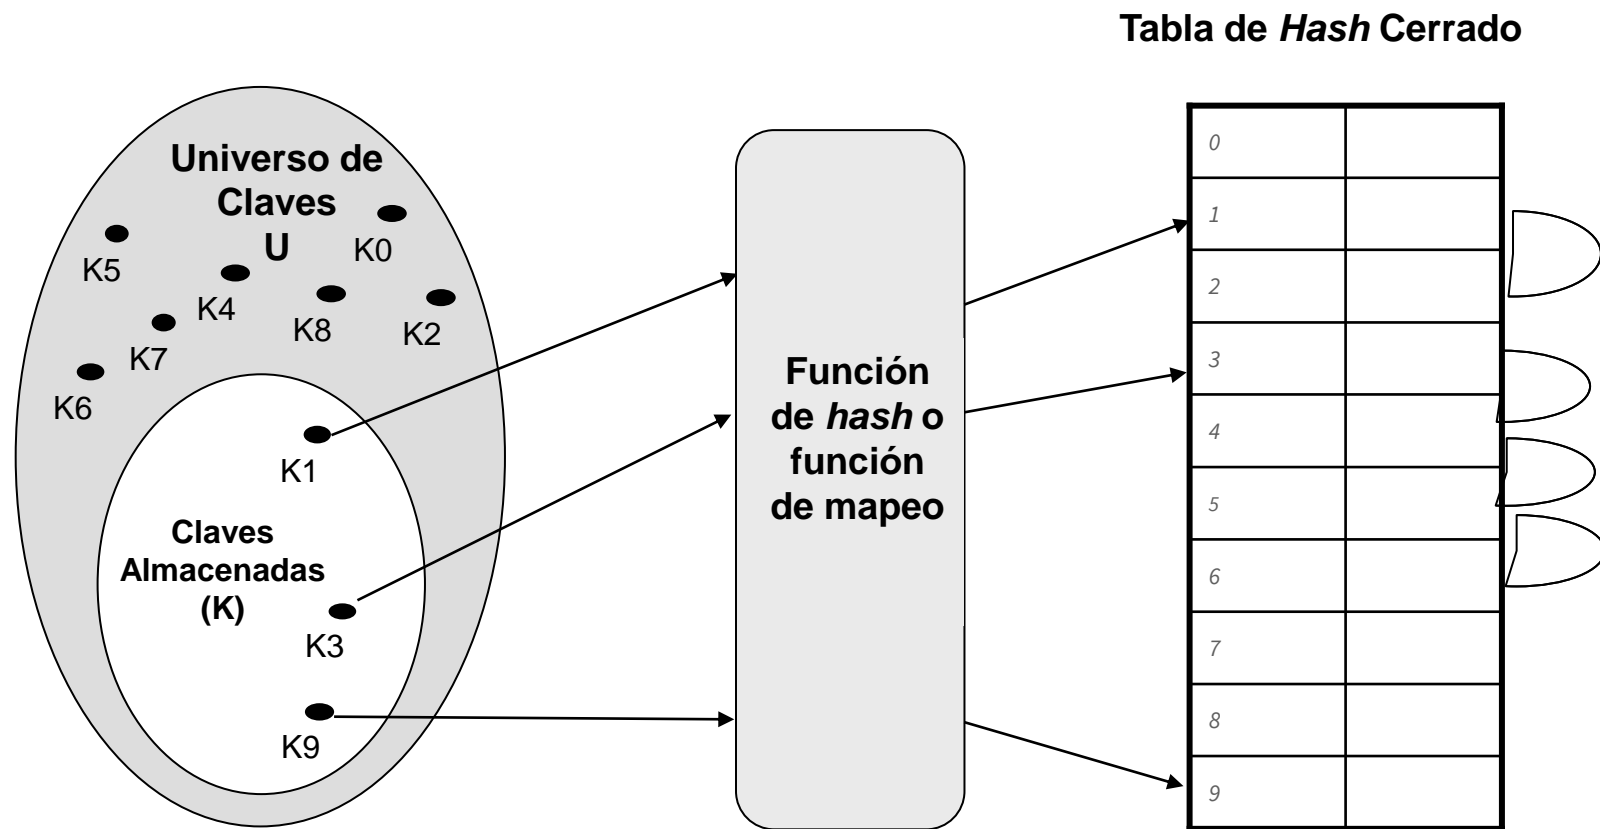 Tabla de Hash Cerrado
Universo de
Claves
U
K5
K4
K0
K8
K2
K7
K6
K1
Claves
Almacenadas
(K)
K3
K9
Función
de hash o
función
de mapeo
0
1
2
3
4
5
6
7
8
9